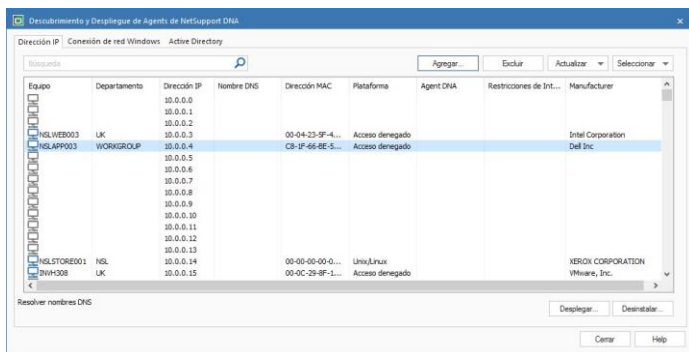 Descubrimiento y Despliegue de Agents de NetSupport DNA
Dirección IP Conexión de red Windows Active Directory
Búsqueda Agregar... Excluir Actualizar Seleccionar
Equipo Departamento Dirección IP Nombre DNS Dirección MAC Plataforma Agent DNA Restricciones de Int... Manufacturer
10.0.0.0
10.0.0.1
10.0.0.2
NSLWEB003 UK 10.0.0.3 00-04-23-5F-4... Acceso denegado Intel Corporation
NSLAPP003 WORKGROUP 10.0.0.4 C8-1F-66-BE-5... Acceso denegado Dell Inc
10.0.0.5
10.0.0.6
10.0.0.7
10.0.0.8
10.0.0.9
10.0.0.10
10.0.0.11
10.0.0.12
10.0.0.13
NSLSTORE001 NSL 10.0.0.14 00-00-00-00-0... Unix/Linux XEROX CORPORATION
INWH308 UK 10.0.0.15 00-0C-29-8F-1... Acceso denegado VMware, Inc.
Resolver nombres DNS
Desplegar... Desinstalar...
Cerrar Help